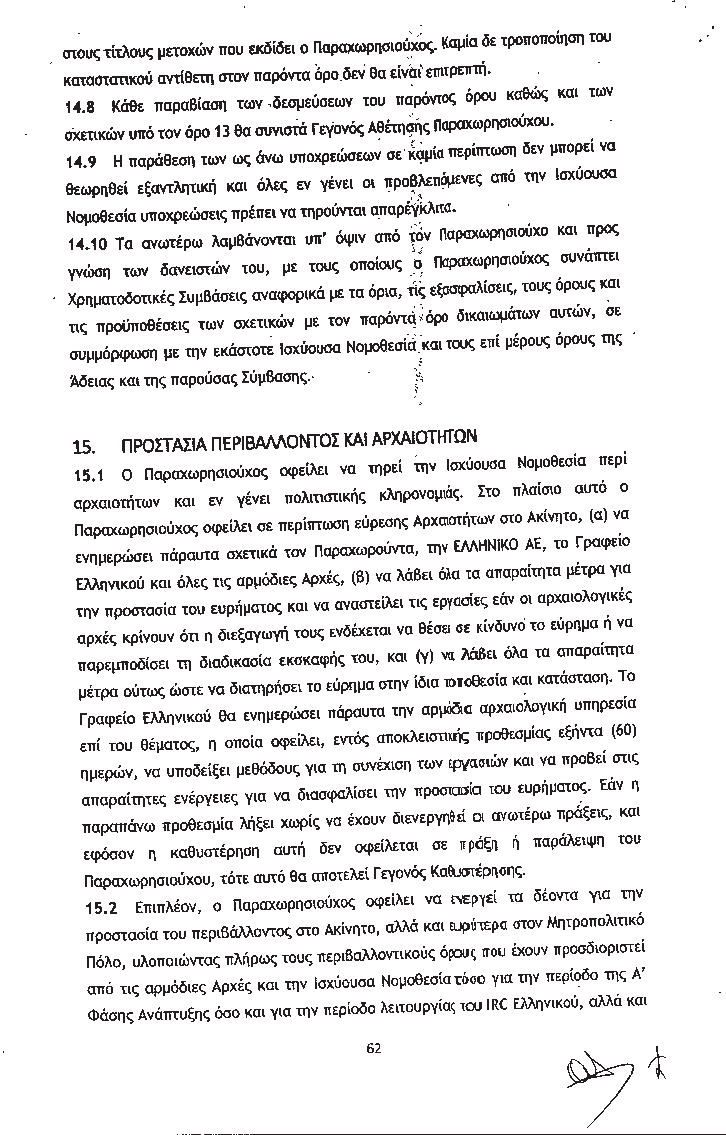 στους τίτλους μετοχών που εκδίδει ο Παραχωρησιούχος. Καμία δε τροποποίηση του
καταστατικού αντίθετη στον παρόντα όρο δεν θα είναι επιτρεπτή.
14.8 Κάθε παραβίαση των δεσμεύσεων του παρόντος όρου καθώς και των
σχετικών υπό τον όρο 13 θα συνιστά Γεγονός Αθέτησης Παραχωρησιούχου.
14.9 Η παράθεση των ως άνω υποχρεώσεων σε καμία περίπτωση δεν μπορεί να
θεωρηθεί εξαντλητική και όλες εν γένει οι προβλεπόμενες από την Ισχύουσα
Νομοθεσία υποχρεώσεις πρέπει να τηρούνται απαρέγκλιτα.
14.10 Τα ανωτέρω λαμβάνονται υπ' όψιν από τον Παραχωρησιούχο και προς
γνώση των δανειστών του, με τους οποίους ο Παραχωρησιούχος συνάπτει
Χρηματοδοτικές Συμβάσεις αναφορικά με τα όρια, τις εξασφαλίσεις, τους όρους και
τις προϋποθέσεις των σχετικών με τον παρόντα όρο δικαιωμάτων αυτών, σε
συμμόρφωση με την εκάστοτε Ισχύουσα Νομοθεσία και τους επί μέρους όρους της
Άδειας και της παρούσας Σύμβασης.
15. ΠΡΟΣΤΑΣΙΑ ΠΕΡΙΒΑΛΛΟΝΤΟΣ ΚΑΙ ΑΡΧΑΙΟΤΗΤΩΝ
15.1 Ο Παραχωρησιούχος οφείλει να τηρεί την Ισχύουσα Νομοθεσία περί
αρχαιοτήτων και εν γένει πολιτιστικής κληρονομιάς. Στο πλαίσιο αυτό ο
Παραχωρησιούχος οφείλει σε περίπτωση εύρεσης Αρχαιοτήτων στο Ακίνητο, (α) να
ενημερώσει πάραυτα σχετικά τον Παραχωρούντα, την ΕΛΛΗΝΙΚΟ ΑΕ, το Γραφείο
Ελληνικού και όλες τις αρμόδιες Αρχές, (β) να λάβει όλα τα απαραίτητα μέτρα για
την προστασία του ευρήματος και να αναστείλει τις εργασίες εάν οι αρχαιολογικές
αρχές κρίνουν ότι η διεξαγωγή τους ενδέχεται να θέσει σε κίνδυνο το εύρημα ή να
παρεμποδίσει τη διαδικασία εκσκαφής του, και (γ) να λάβει όλα τα απαραίτητα
μέτρα ούτως ώστε να διατηρήσει το εύρημα στην ίδια τοποθεσία και κατάσταση. Το
Γραφείο Ελληνικού θα ενημερώσει πάραυτα την αρμόδια αρχαιολογική υπηρεσία
επί του θέματος, η οποία οφείλει, εντός αποκλειστικής προθεσμίας εξήντα (60)
ημερών, να υποδείξει μεθόδους για τη συνέχιση των εργασιών και να προβεί στις
απαραίτητες ενέργειες για να διασφαλίσει την προστασία του ευρήματος. Εάν η
παραπάνω προθεσμία λήξει χωρίς να έχουν διενεργηθεί οι ανωτέρω πράξεις, και
εφόσον η καθυστέρηση αυτή δεν οφείλεται σε πράξη ή παράλειψη του
Παραχωρησιούχου, τότε αυτό θα αποτελεί Γεγονός Καθυστέρησης.
15.2 Επιπλέον, ο Παραχωρησιούχος οφείλει να ενεργεί τα δέοντα για την
προστασία του περιβάλλοντος στο Ακίνητο, αλλά και ευρύτερα στον Μητροπολιτικό
Πόλο, υλοποιώντας πλήρως τους περιβαλλοντικούς όρους που έχουν προσδιοριστεί
από τις αρμόδιες Αρχές και την Ισχύουσα Νομοθεσία τόσο για την περίοδο της Α'
Φάσης Ανάπτυξης όσο και για την περίοδο λειτουργίας του IRC Ελληνικού, αλλά και
62